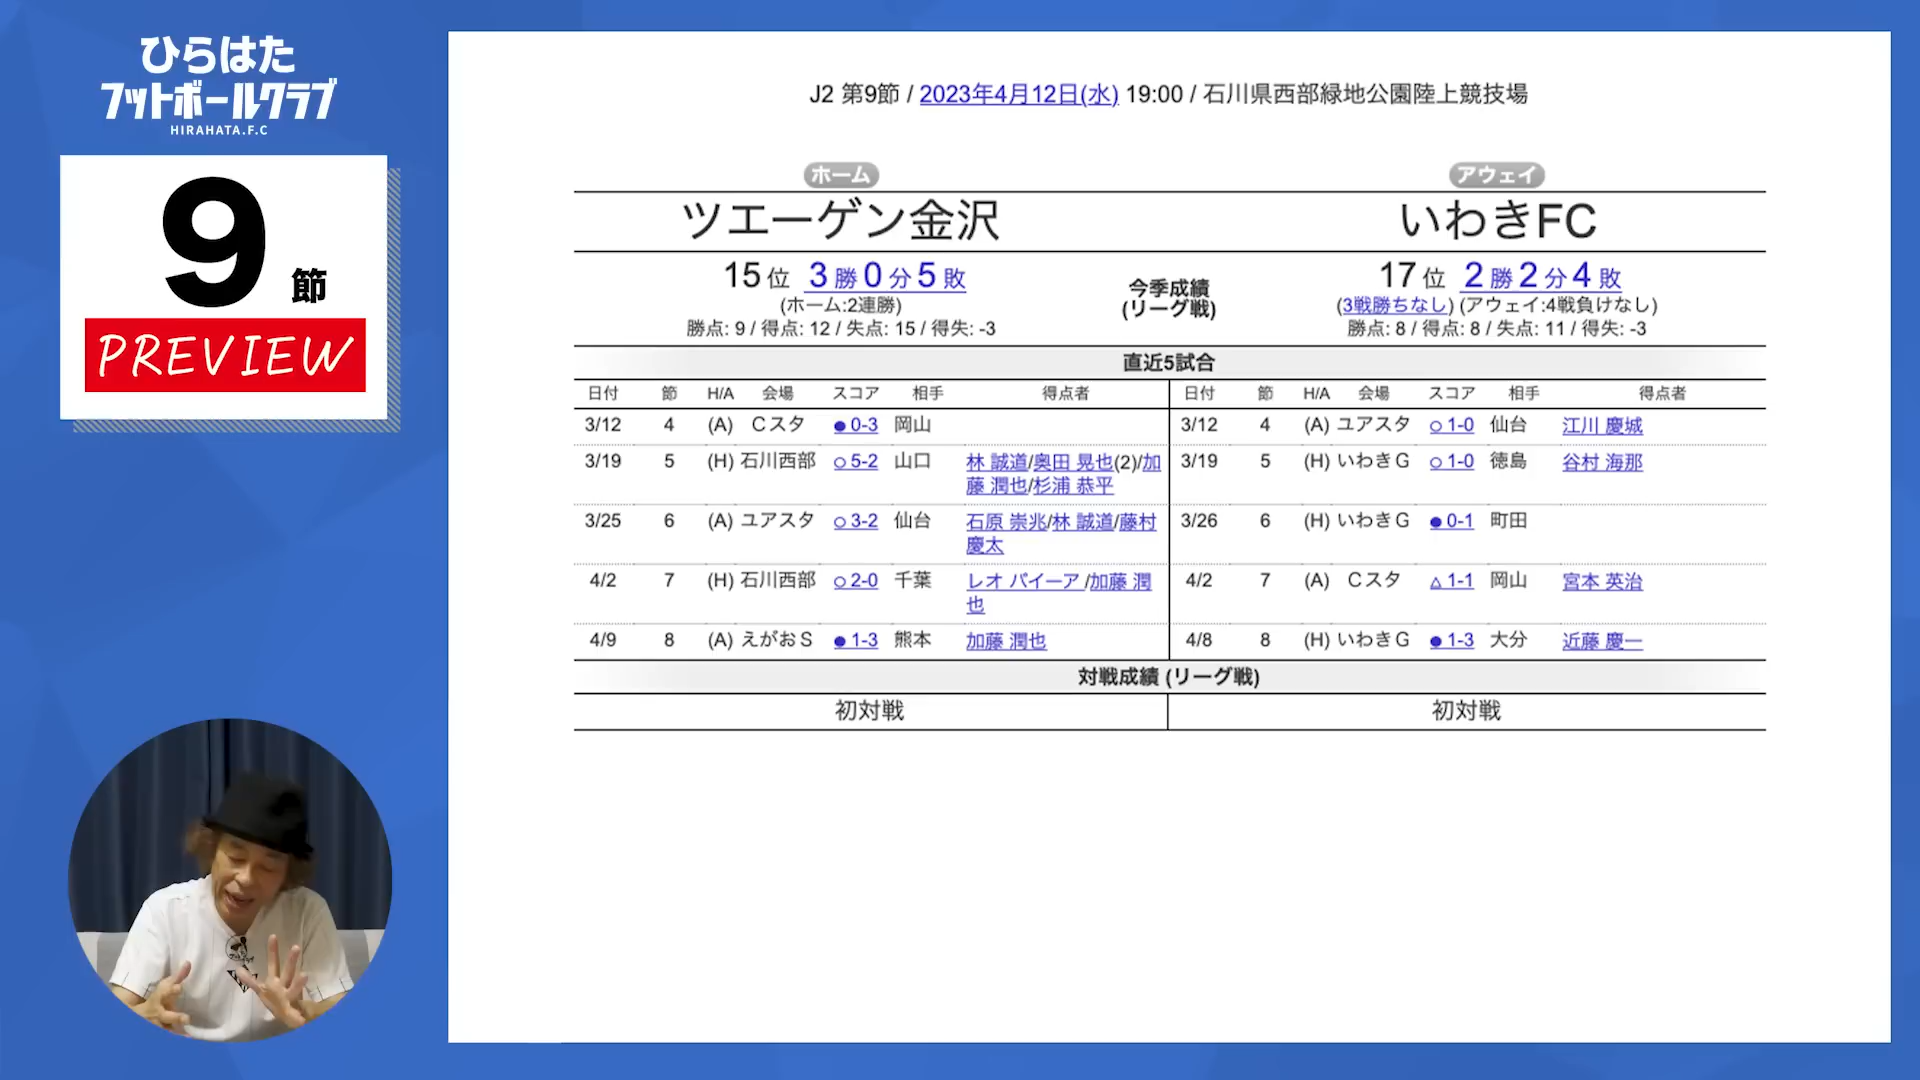 ひらはた
フットボールクラブ
HIRAHATA.F.C
9節
PREVIEW
J2 第9節 / 2023年4月12日(水) 19:00 / 石川県西部緑地公園陸上競技場
ホーム アウェイ
ツエーゲン金沢 いわきFC
15位 3勝0分5敗 今季成績 (リーグ戦) 17位 2勝2分4敗
(ホーム:2連勝) (3戦勝ちなし) (アウェイ:4戦負けなし)
勝点: 9 / 得点: 12 / 失点: 15 / 得失: -3 勝点: 8 / 得点: 8 / 失点: 11 / 得失: -3
直近5試合
日付 節 H/A 会場 スコア 相手 得点者 日付 節 H/A 会場 スコア 相手 得点者
3/12 4 (A) Cスタ ●0-3 岡山 3/12 4 (A) ユアスタ ○1-0 仙台 江川 慶城
3/19 5 (H) 石川西部 ○5-2 山口 林 誠道/奥田 晃也(2)/加藤 潤也/杉浦 恭平 3/19 5 (H) いわきG ○1-0 徳島 谷村 海那
3/25 6 (A) ユアスタ ○3-2 仙台 石原 崇兆/林 誠道/藤村 慶太 3/26 6 (H) いわきG ●0-1 町田
4/2 7 (H) 石川西部 ○2-0 千葉 レオ バイーア/加藤 潤也 4/2 7 (A) Cスタ △1-1 岡山 宮本 英治
4/9 8 (A) えがおS ●1-3 熊本 加藤 潤也 4/8 8 (H) いわきG ●1-3 大分 近藤 慶一
対戦成績 (リーグ戦)
初対戦 初対戦